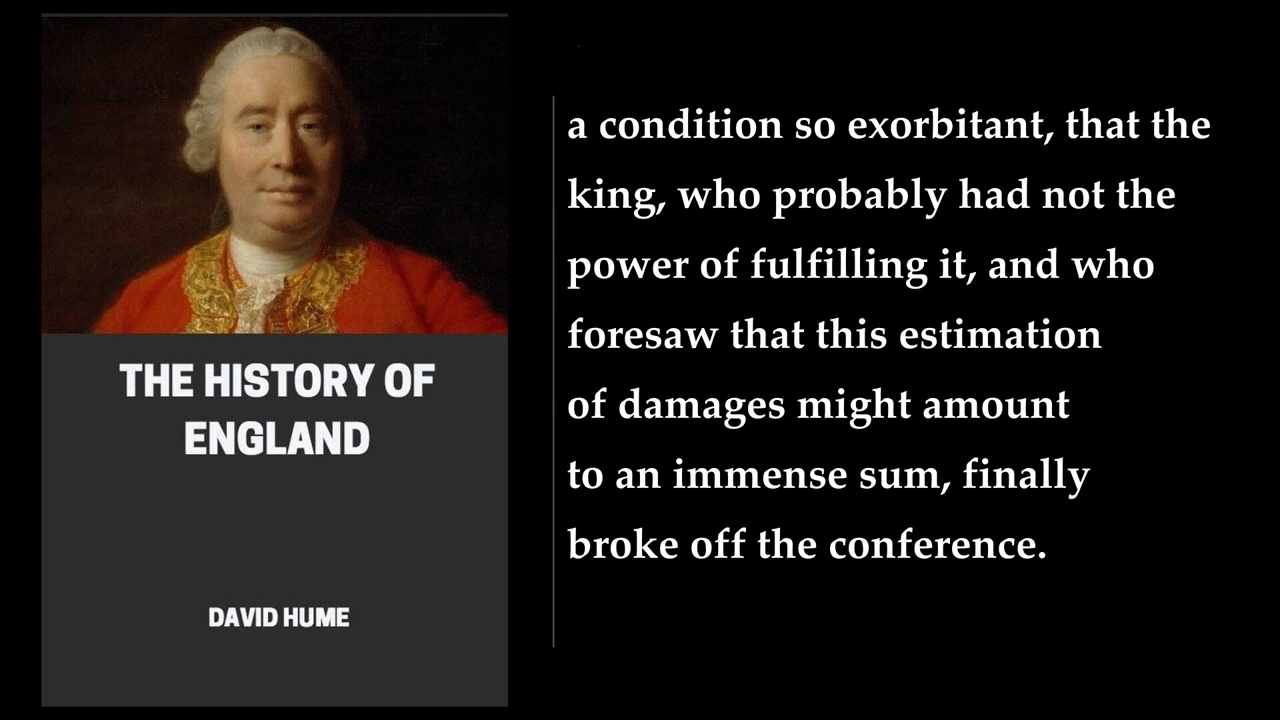 THE HISTORY OF
ENGLAND
DAVID HUME
a condition so exorbitant, that the
king, who probably had not the
power of fulfilling it, and who
foresaw that this estimation
of damages might amount
to an immense sum, finally
broke off the conference.